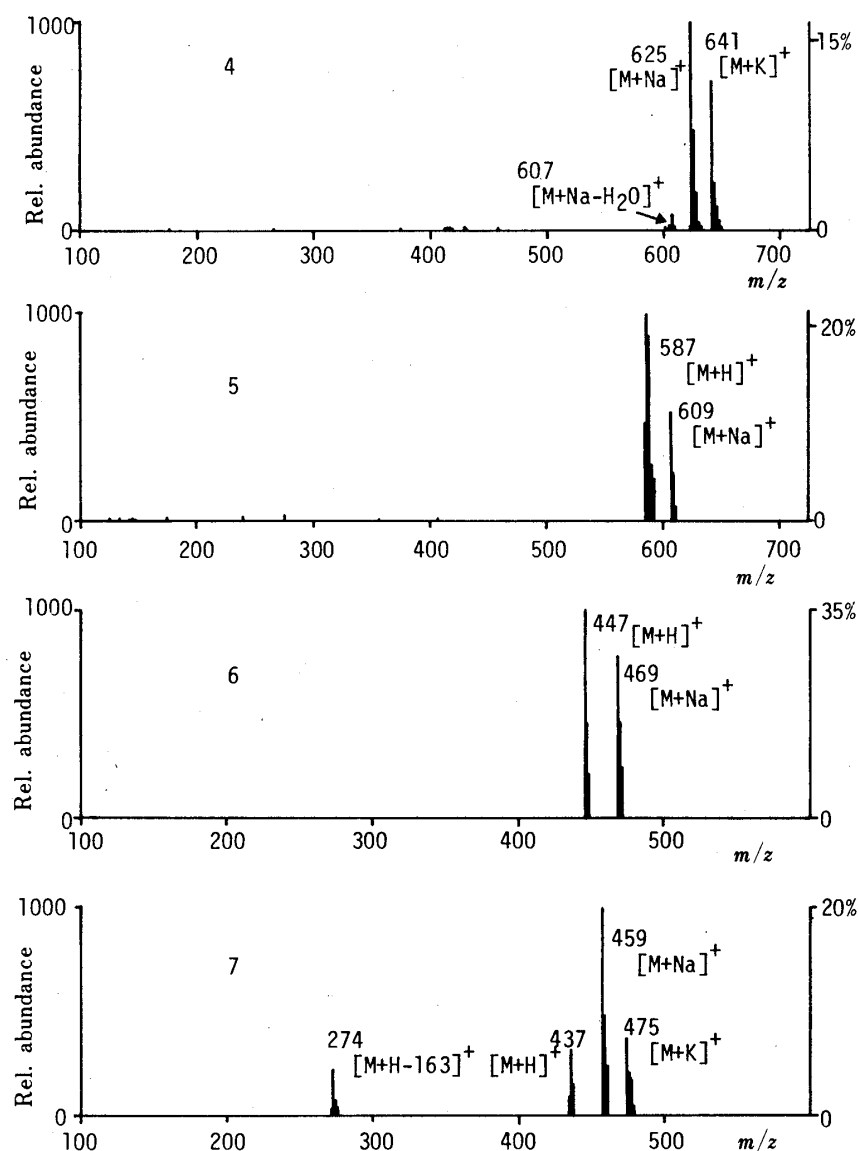 1000
15%
4
625
641
[M+Na]+
[M+K]+
607
[M+Na-H2O]+
Rel. abundance
0
0
100 200 300 400 500 600 700
m/z
1000
20%
587
[M+H]+
5
609
[M+Na]+
Rel. abundance
0
0
100 200 300 400 500 600 700
m/z
1000
35%
447 [M+H]+
6
469
[M+Na]+
Rel. abundance
0
0
100 200 300 400 500
m/z
1000
20%
459
[M+Na]+
7
274
437
475
[M+H-163]+ [M+H]+
[M+K]+
Rel. abundance
0
0
100 200 300 400 500
m/z